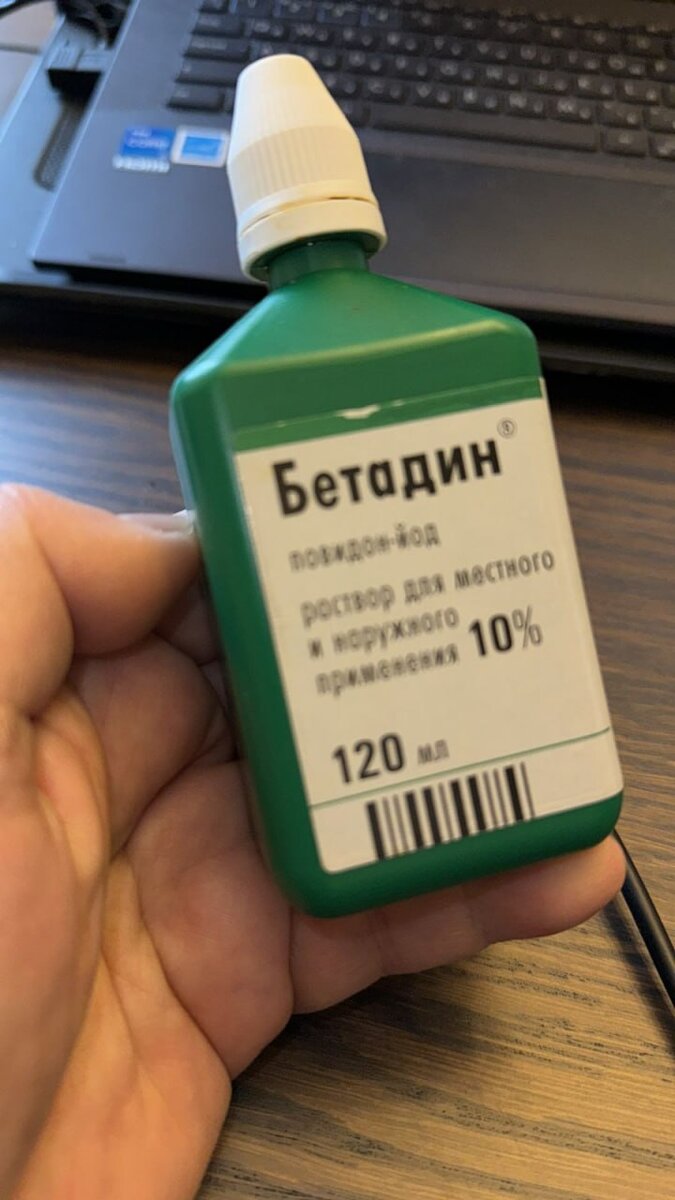 Бетадин®
повидон-йод
раствор для местного
и наружного
применения 10%
120 мл